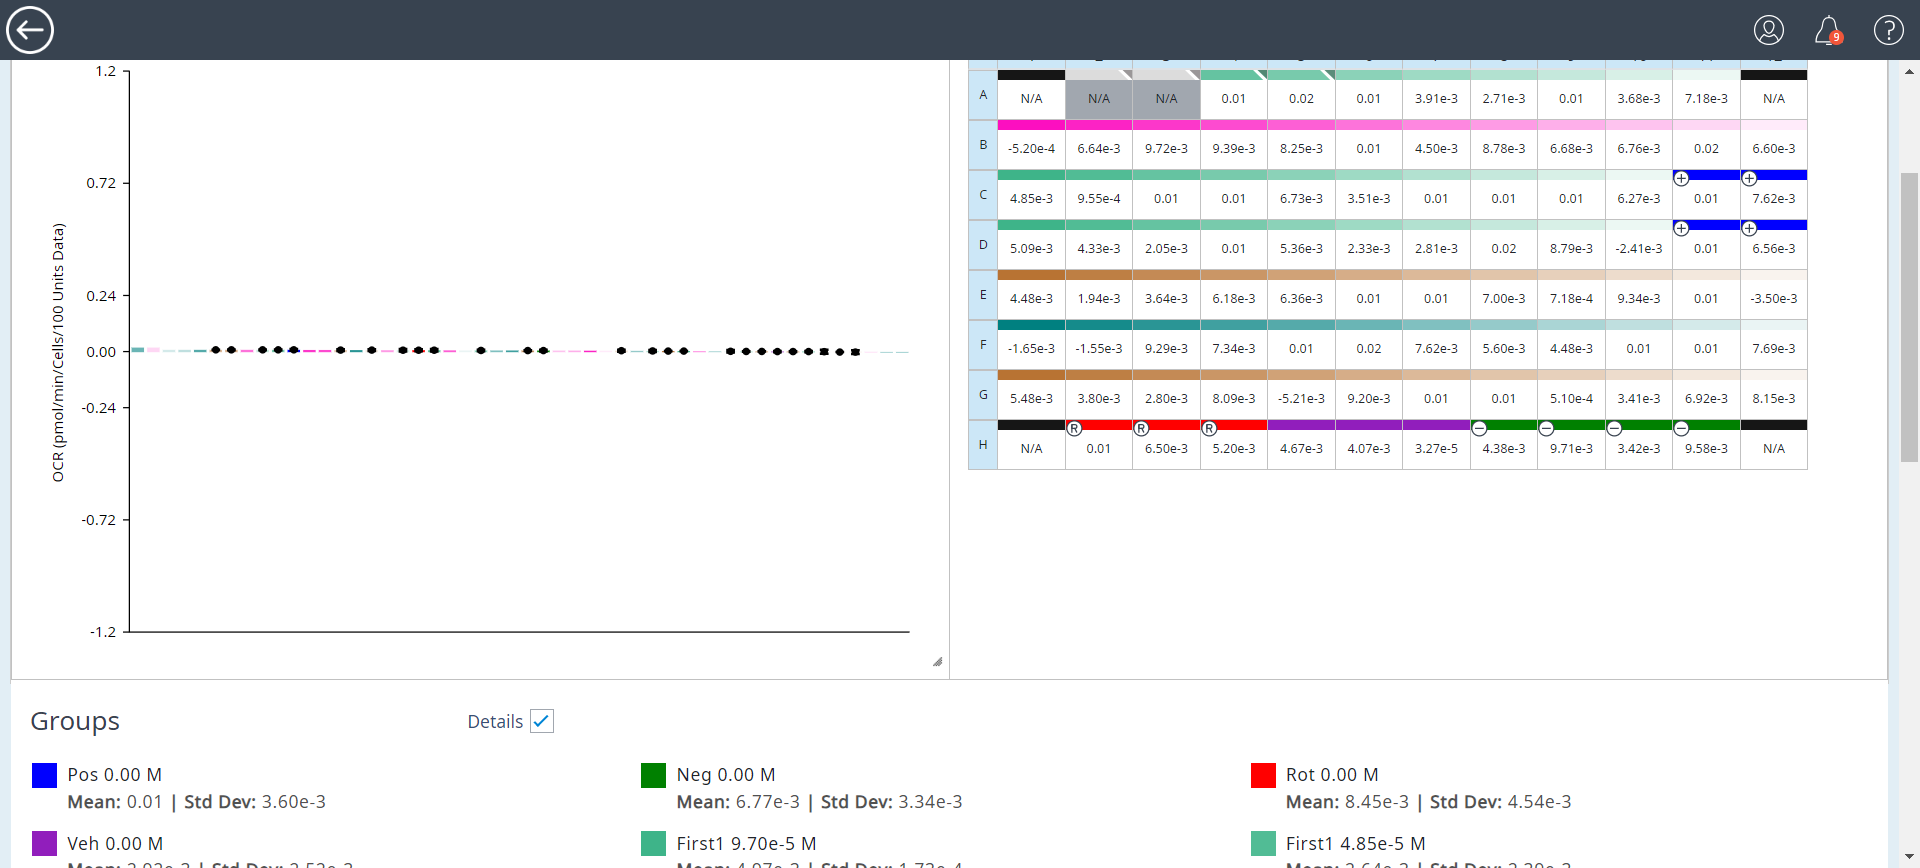 9
1.2
0.72
0.24
0.00
-0.24
-0.72
-1.2
OCR (pmol/min/Cells/100 Units Data)
A N/A N/A N/A 0.01 0.02 0.01 3.91e-3 2.71e-3 0.01 3.68e-3 7.18e-3 N/A
B -5.20e-4 6.64e-3 9.72e-3 9.39e-3 8.25e-3 0.01 4.50e-3 8.78e-3 6.68e-3 6.76e-3 0.02 6.60e-3
C 4.85e-3 9.55e-4 0.01 0.01 6.73e-3 3.51e-3 0.01 0.01 0.01 6.27e-3 0.01 7.62e-3
D 5.09e-3 4.33e-3 2.05e-3 0.01 5.36e-3 2.33e-3 2.81e-3 0.02 8.79e-3 -2.41e-3 0.01 6.56e-3
E 4.48e-3 1.94e-3 3.64e-3 6.18e-3 6.36e-3 0.01 0.01 7.00e-3 7.18e-4 9.34e-3 0.01 -3.50e-3
F -1.65e-3 -1.55e-3 9.29e-3 7.34e-3 0.01 0.02 7.62e-3 5.60e-3 4.48e-3 0.01 0.01 7.69e-3
G 5.48e-3 3.80e-3 2.80e-3 8.09e-3 -5.21e-3 9.20e-3 0.01 0.01 5.10e-4 3.41e-3 6.92e-3 8.15e-3
R R R
H N/A 0.01 6.50e-3 5.20e-3 4.67e-3 4.07e-3 3.27e-5 4.38e-3 9.71e-3 3.42e-3 9.58e-3 N/A
Groups Details
Pos 0.00 M
Mean: 0.01 | Std Dev: 3.60e-3
Neg 0.00 M
Mean: 6.77e-3 | Std Dev: 3.34e-3
Rot 0.00 M
Mean: 8.45e-3 | Std Dev: 4.54e-3
Veh 0.00 M
First1 9.70e-5 M
First1 4.85e-5 M